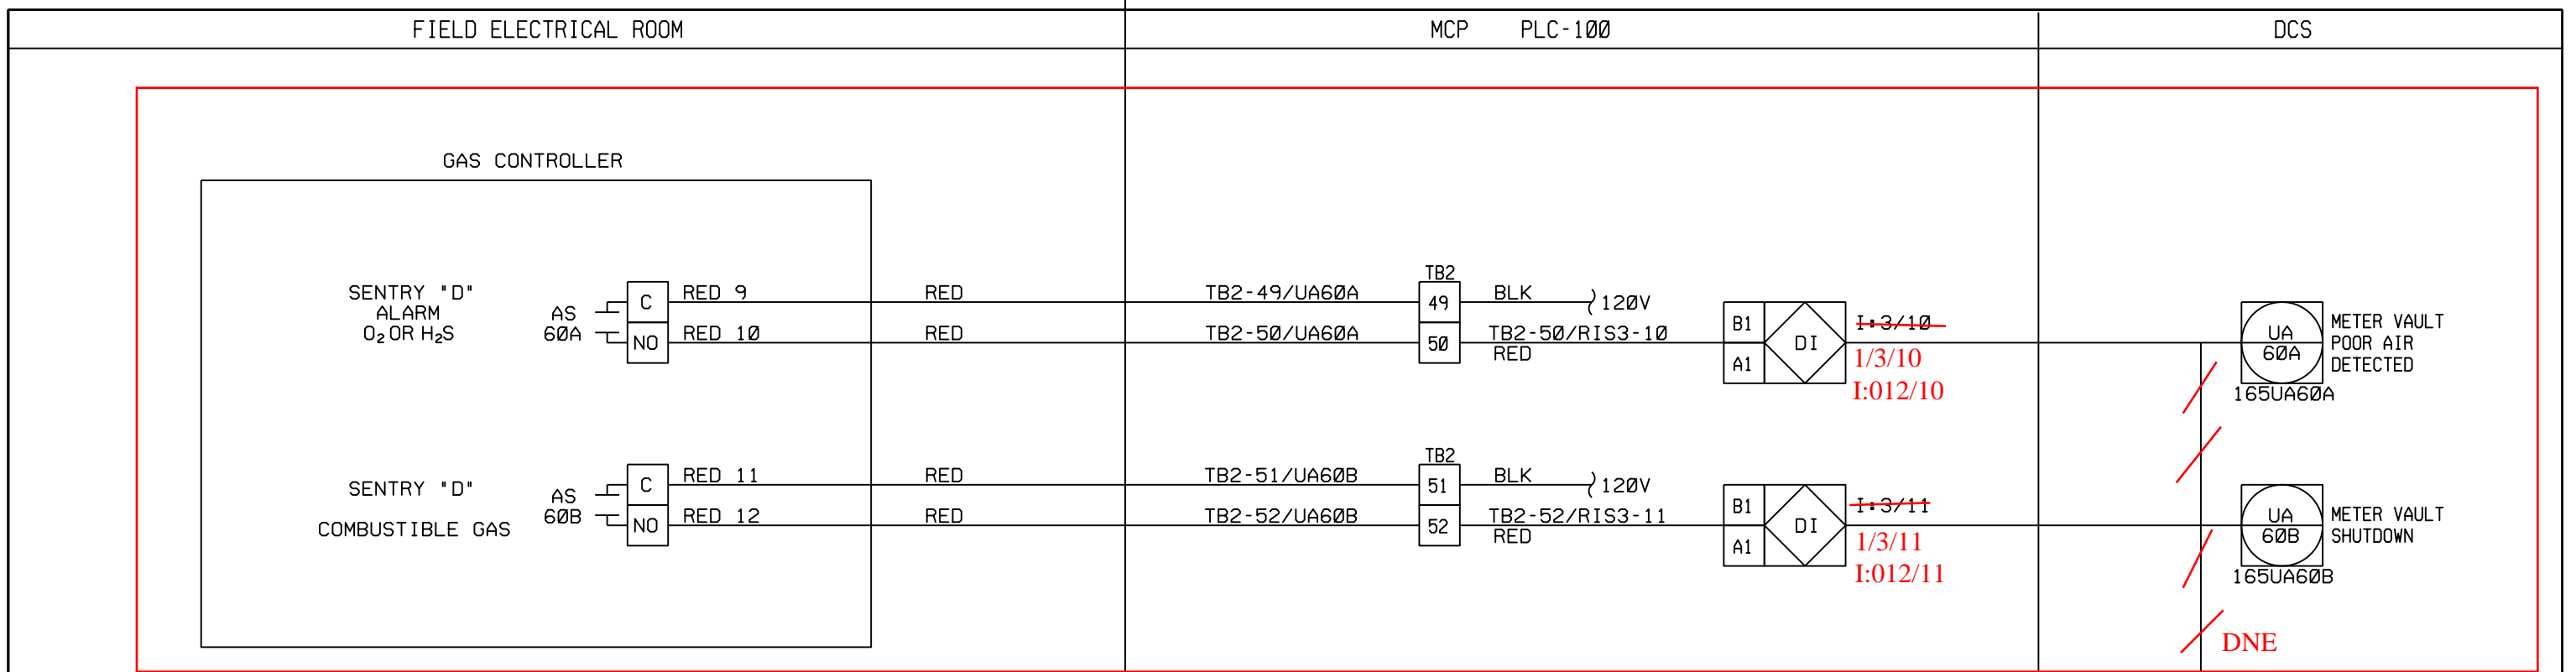 FIELD ELECTRICAL ROOM
MCP PLC-100
DCS
GAS CONTROLLER
SENTRY "D"
ALARM
O₂ OR H₂S
AS
60A
C
NO
RED 9
RED 10
RED
RED
TB2-49/UA60A
TB2-50/UA60A
TB2
49
50
BLK
120V
TB2-50/RIS3-10
RED
B1
A1
DI
I:3/10
1/3/10
I:012/10
UA
60A
165UA60A
METER VAULT
POOR AIR
DETECTED
SENTRY "D"
COMBUSTIBLE GAS
AS
60B
C
NO
RED 11
RED 12
RED
RED
TB2-51/UA60B
TB2-52/UA60B
TB2
51
52
BLK
120V
TB2-52/RIS3-11
RED
B1
A1
DI
I:3/11
1/3/11
I:012/11
UA
60B
165UA60B
METER VAULT
SHUTDOWN
DNE